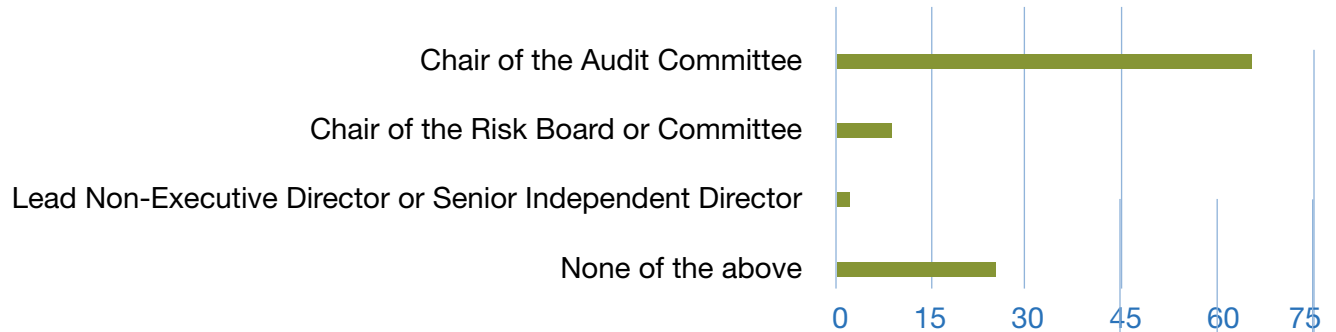 Chair of the Audit Committee
Chair of the Risk Board or Committee
Lead Non-Executive Director or Senior Independent Director
None of the above
0 15 30 45 60 75